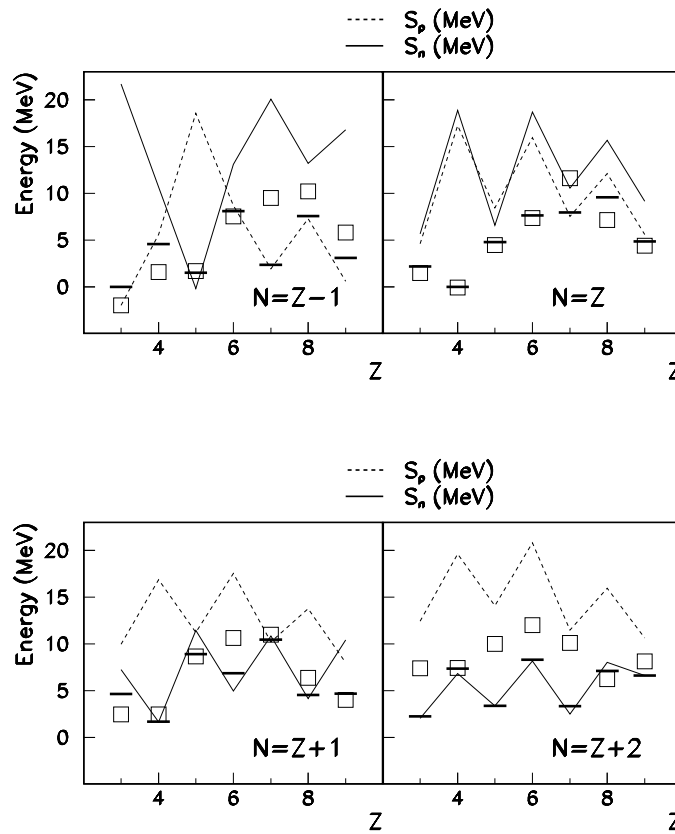 S_p (MeV)
S_n (MeV)
Energy (MeV)
20
15
10
5
0
N=Z−1
N=Z
4 6 8
4 6 8
Z
Z
S_p (MeV)
S_n (MeV)
Energy (MeV)
20
15
10
5
0
N=Z+1
N=Z+2
4 6 8
4 6 8
Z
Z